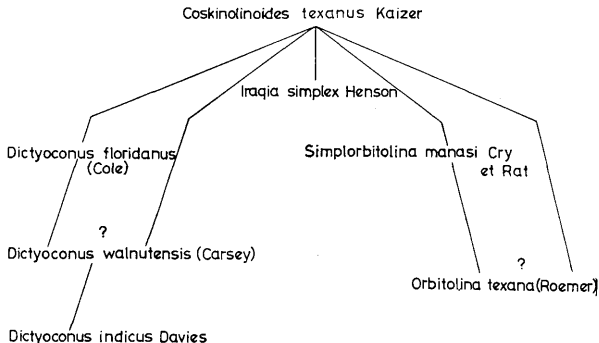 Coskinolinoides texanus Kaizer
Iraqia simplex Henson
Dictyoconus floridanus
(Cole)
Simplorbitolina manasi Cry
et Rat
?
Dictyoconus walnutensis (Carsey)
?
Orbitolina texana (Roemer)
Dictyoconus indicus Davies